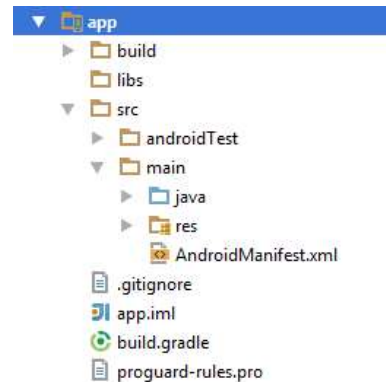 app
build
libs
src
androidTest
main
java
res
AndroidManifest.xml
.gitignore
app.iml
build.gradle
proguard-rules.pro